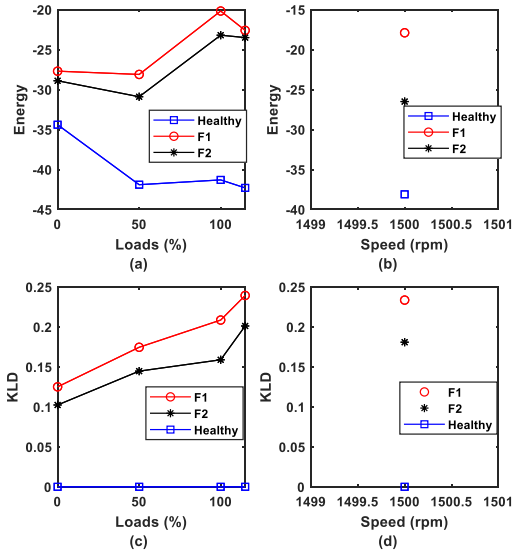 -20
-25
-30
-35
-40
-45
Energy
0
50
100
Loads (%)
(a)
Healthy
F1
F2
-15
-20
-25
-30
-35
-40
Energy
1499
1499.5
1500
1500.5
1501
Speed (rpm)
(b)
Healthy
F1
F2
0.25
0.2
0.15
0.1
0.05
0
KLD
0
50
100
Loads (%)
(c)
F1
F2
Healthy
0.25
0.2
0.15
0.1
0.05
0
KLD
1499
1499.5
1500
1500.5
1501
Speed (rpm)
(d)
F1
F2
Healthy